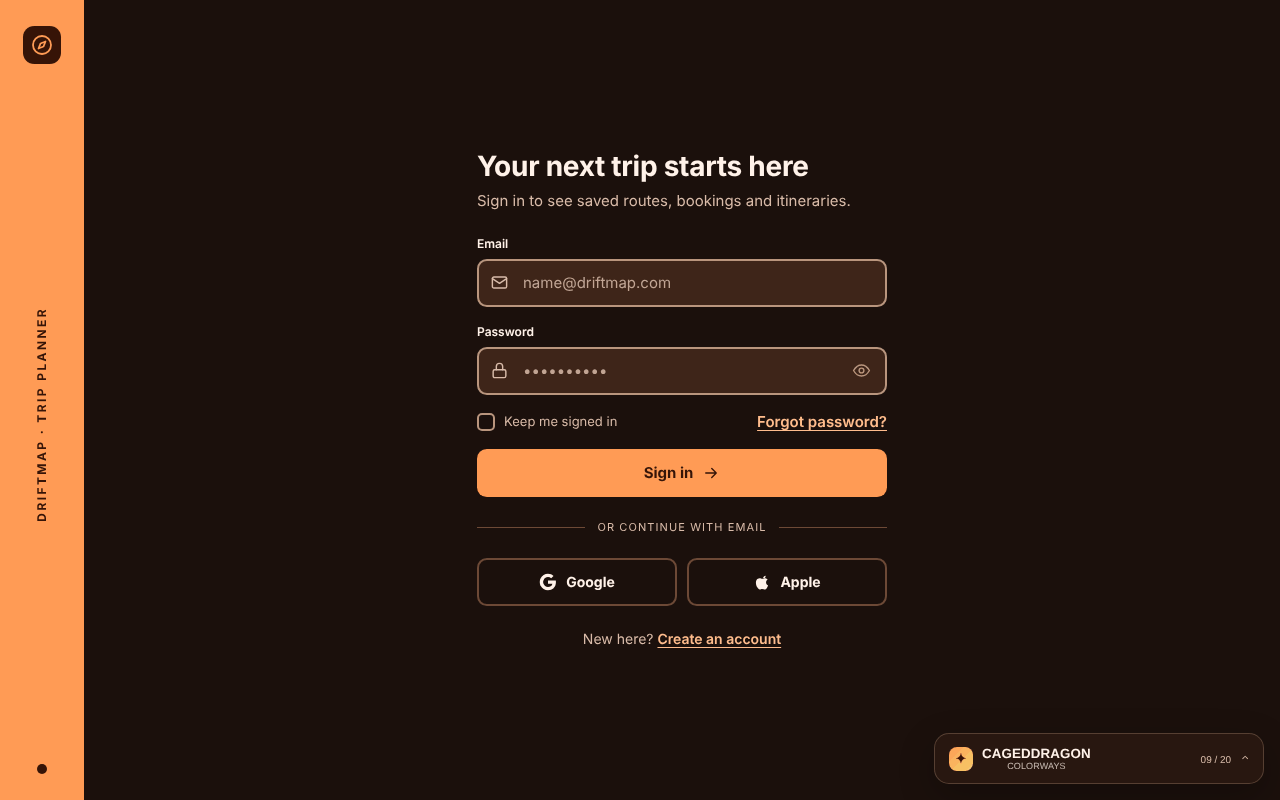 DRIFTMAP · TRIP PLANNER
Your next trip starts here
Sign in to see saved routes, bookings and itineraries.
Email
name@driftmap.com
Password
••••••••••
Keep me signed in
Forgot password?
Sign in →
OR CONTINUE WITH EMAIL
Google
Apple
New here? Create an account
CAGEDDRAGON
COLORWAYS
09 / 20